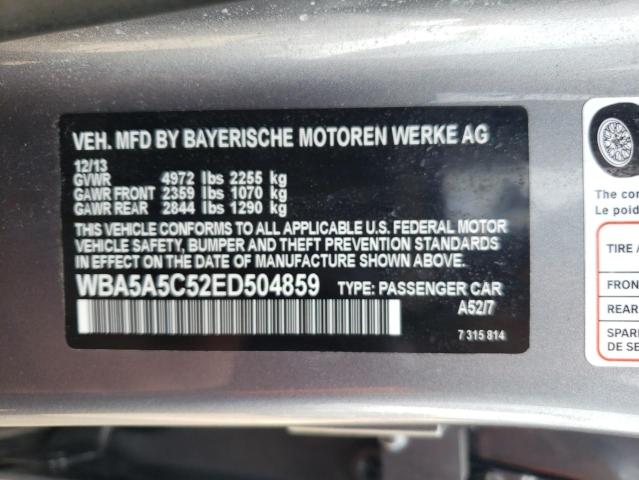 VEH. MFD BY BAYERISCHE MOTOREN WERKE AG
12/13
GVWR 4972 lbs 2255 kg
GAWR FRONT 2359 lbs 1070 kg
GAWR REAR 2844 lbs 1290 kg
THIS VEHICLE CONFORMS TO ALL APPLICABLE U.S. FEDERAL MOTOR
VEHICLE SAFETY, BUMPER AND THEFT PREVENTION STANDARDS
IN EFFECT ON THE DATE OF MANUFACTURE SHOWN ABOVE.
WBA5A5C52ED504859 TYPE: PASSENGER CAR
A52/7
7 315 814
The co
Le poid
TIRE
FRON
REAR
SPAR
DE SE